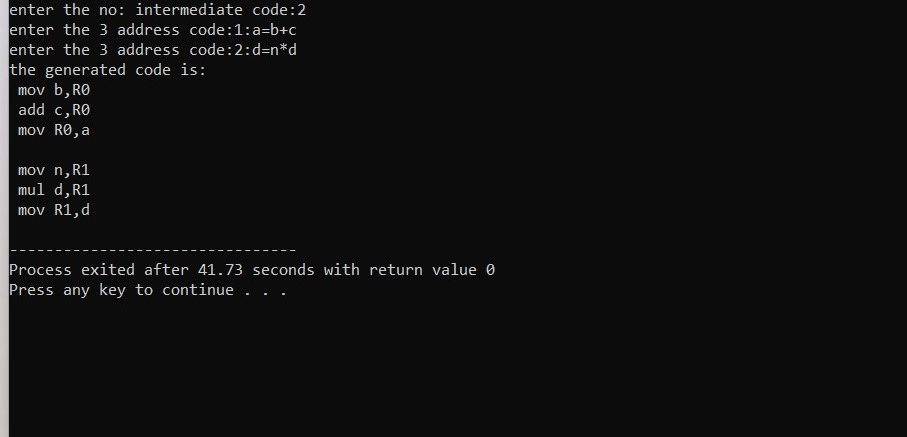 enter the no: intermediate code:2
enter the 3 address code:1:a=b+c
enter the 3 address code:2:d=n*d
the generated code is:
mov b,R0
add c,R0
mov R0,a
mov n,R1
mul d,R1
mov R1,d
--------------------------------
Process exited after 41.73 seconds with return value 0
Press any key to continue . . .